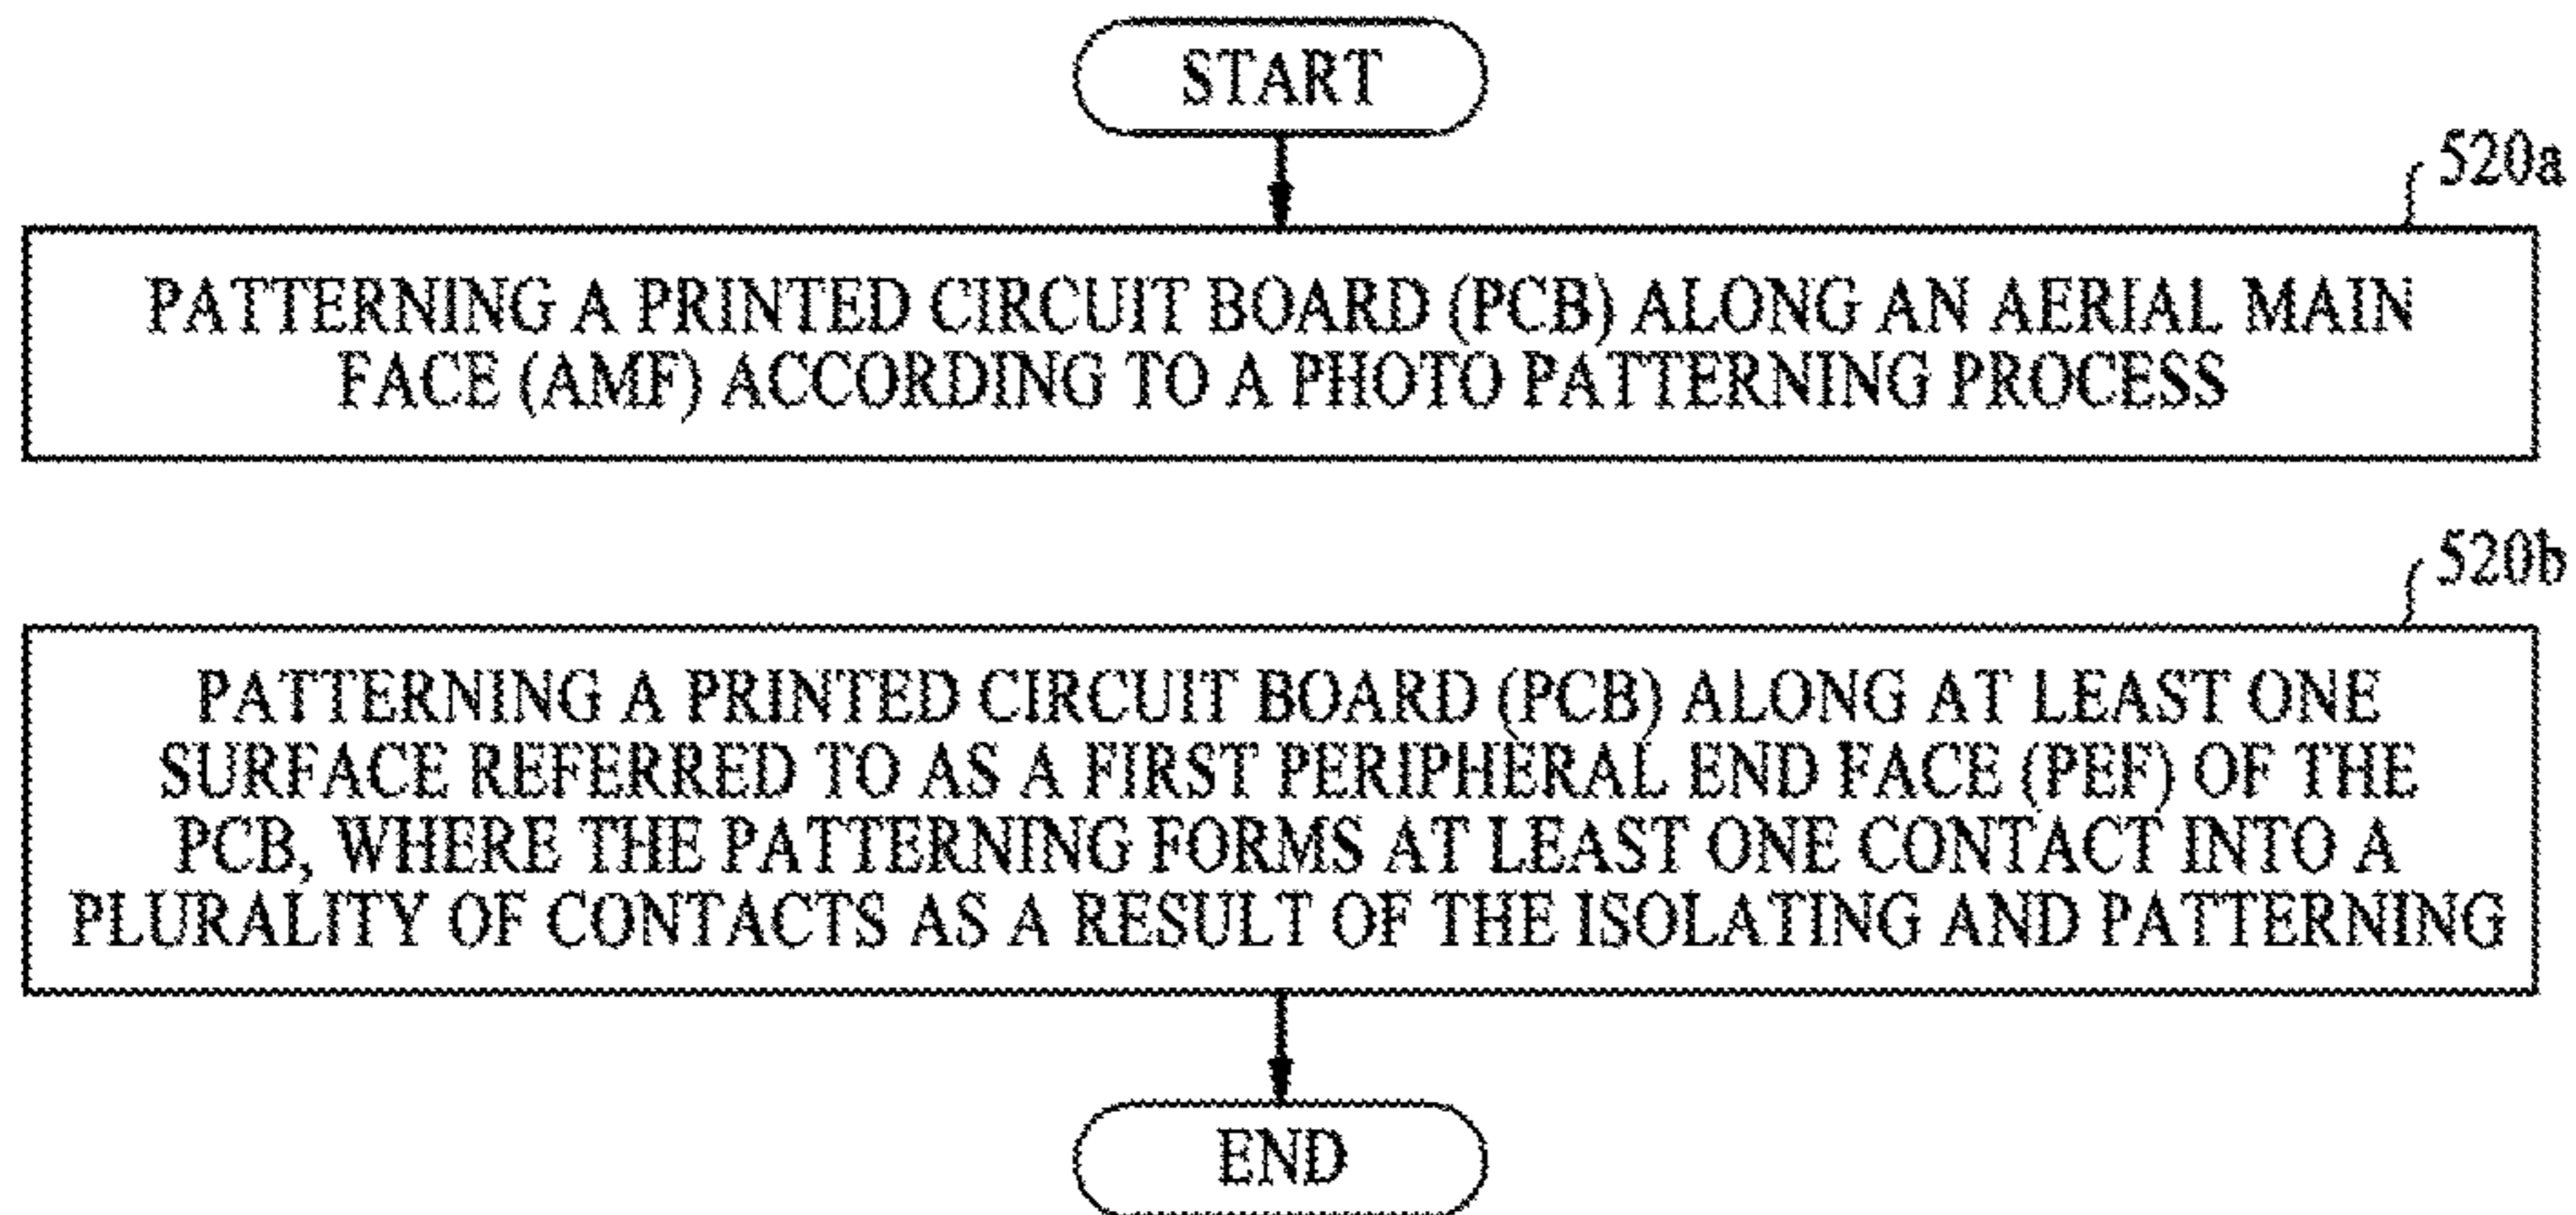 START
520a
PATTERNING A PRINTED CIRCUIT BOARD (PCB) ALONG AN AERIAL MAIN
FACE (AMF) ACCORDING TO A PHOTO PATTERNING PROCESS
520b
PATTERNING A PRINTED CIRCUIT BOARD (PCB) ALONG AT LEAST ONE
SURFACE REFERRED TO AS A FIRST PERIPHERAL END FACE (PEF) OF THE
PCB, WHERE THE PATTERNING FORMS AT LEAST ONE CONTACT INTO A
PLURALITY OF CONTACTS AS A RESULT OF THE ISOLATING AND PATTERNING
END